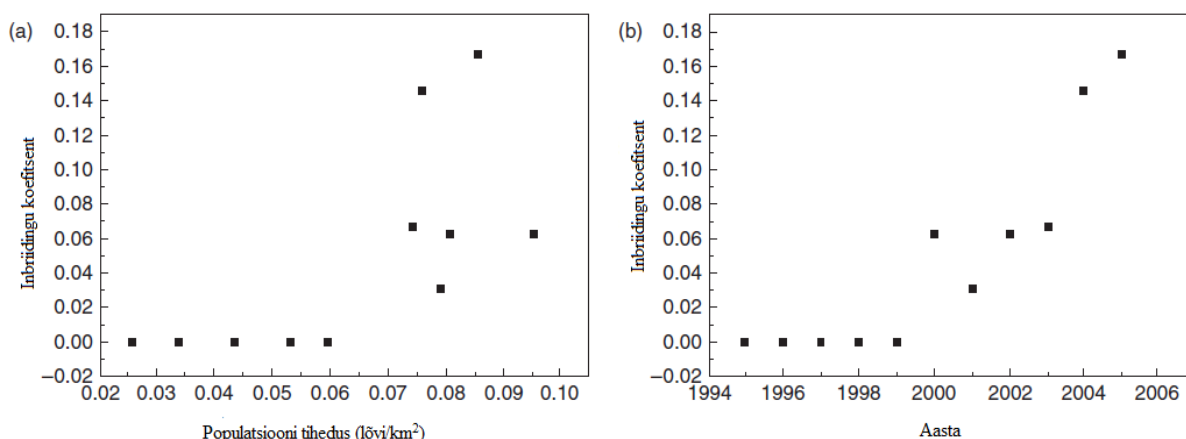 (a)
0.18
0.16
0.14
0.12
0.10
0.08
0.06
0.04
0.02
0.00
−0.02
Inbriidingu koefitsent
0.02 0.03 0.04 0.05 0.06 0.07 0.08 0.09 0.10
Populatsiooni tihedus (lõvi/km²)
(b)
0.18
0.16
0.14
0.12
0.10
0.08
0.06
0.04
0.02
0.00
−0.02
Inbriidingu koefitsent
1994 1996 1998 2000 2002 2004 2006
Aasta